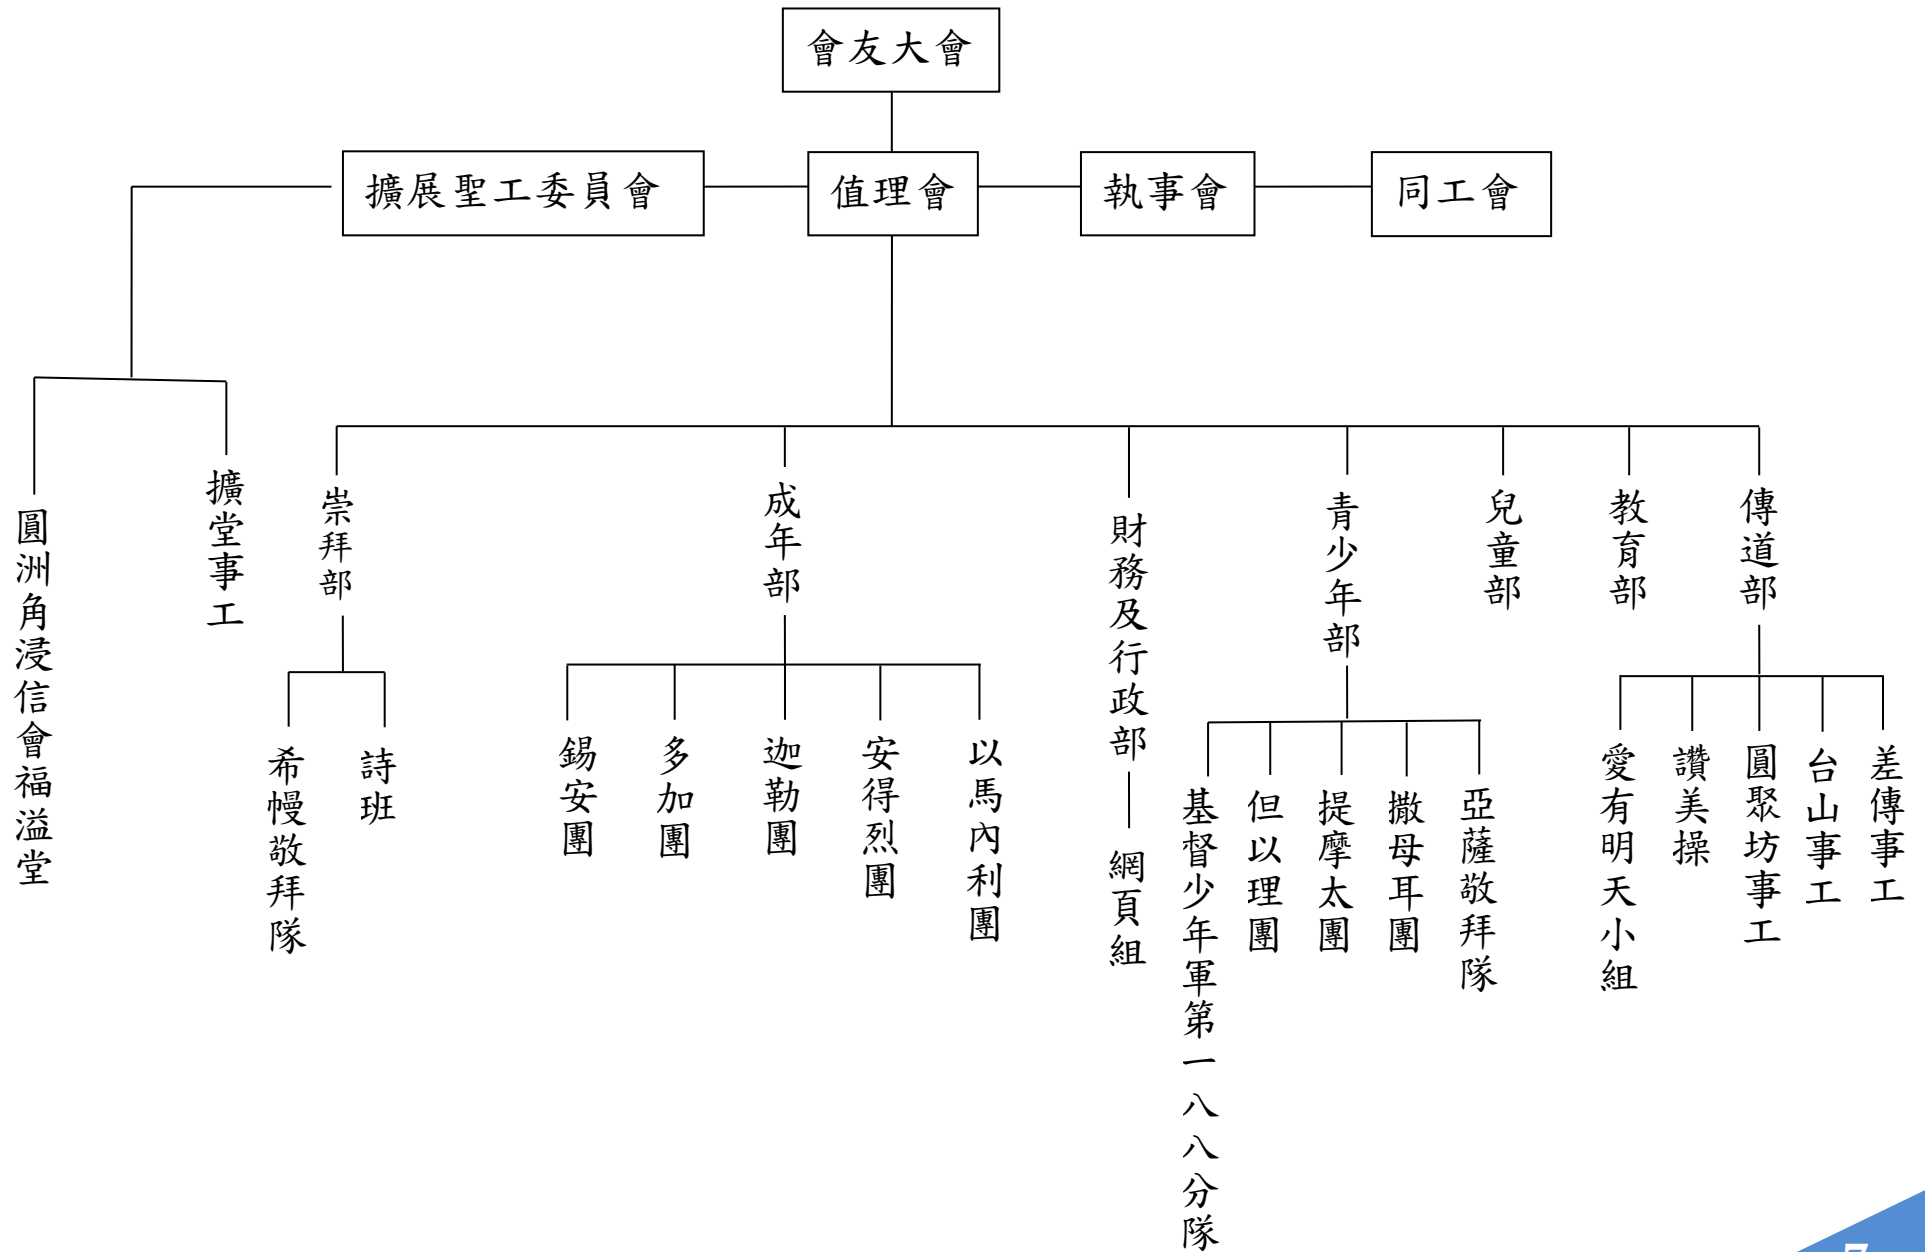 會友大會
擴展聖工委員會
值理會
執事會
同工會
圓洲角浸信會福溢堂
擴堂事工
崇拜部
成年部
財務及行政部
青少年部
兒童部
教育部
傳道部
希幔敬拜隊
詩班
錫安團
多加團
迦勒團
安得烈團
以馬內利團
網頁組
基督少年軍第一八八分隊
但以理團
提摩太團
撒母耳團
亞薩敬拜隊
愛有明天小組
讚美操
圓聚坊事工
台山事工
差傳事工